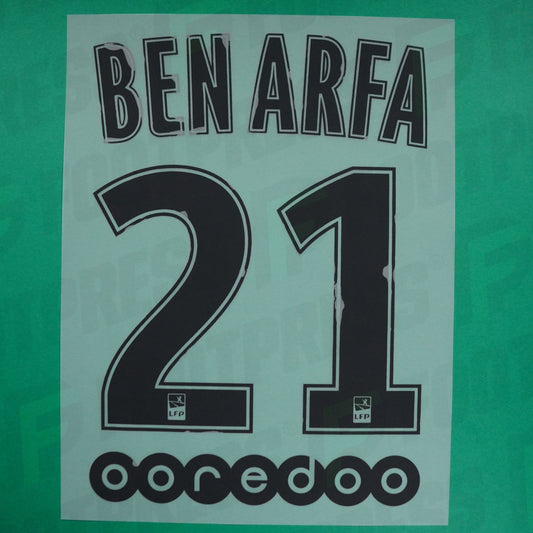 BEN ARFA
21
LFP LFP
ooredoo